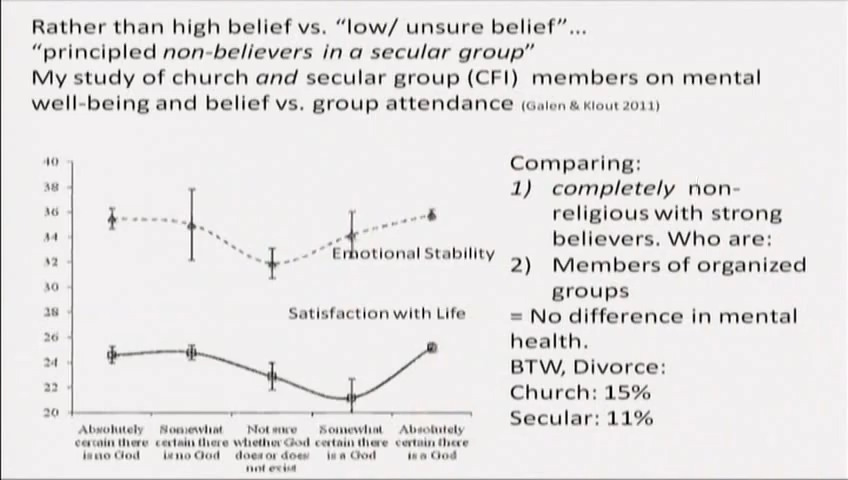 Rather than high belief vs. “low/ unsure belief”...
“principled non-believers in a secular group”
My study of church and secular group (CFI) members on mental
well-being and belief vs. group attendance (Galen & Klout 2011)
40
38
36
34
32
30
28
26
24
22
20
Emotional Stability
Satisfaction with Life
Absolutely certain there is no God
Somewhat certain there is no God
Not sure whether God does or does not exist
Somewhat certain there is a God
Absolutely certain there is a God
Comparing:
1) completely non-
religious with strong
believers. Who are:
2) Members of organized
groups
= No difference in mental
health.
BTW, Divorce:
Church: 15%
Secular: 11%